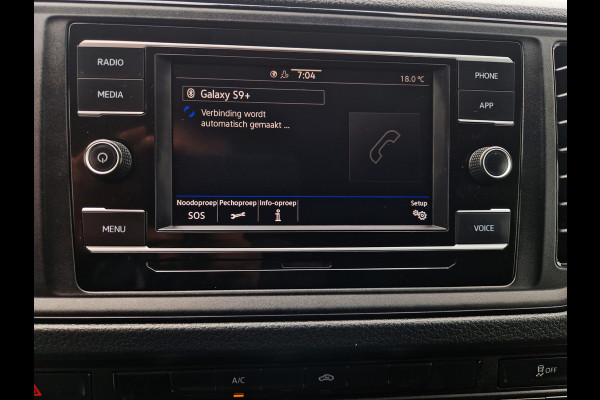 RADIO
MEDIA
MENU
7:04
18.0 °C
Galaxy S9+
Verbinding wordt
automatisch gemaakt ...
Noodoproep Pechoproep Info-oproep Setup
SOS
PHONE
APP
VOICE
A/C
OFF